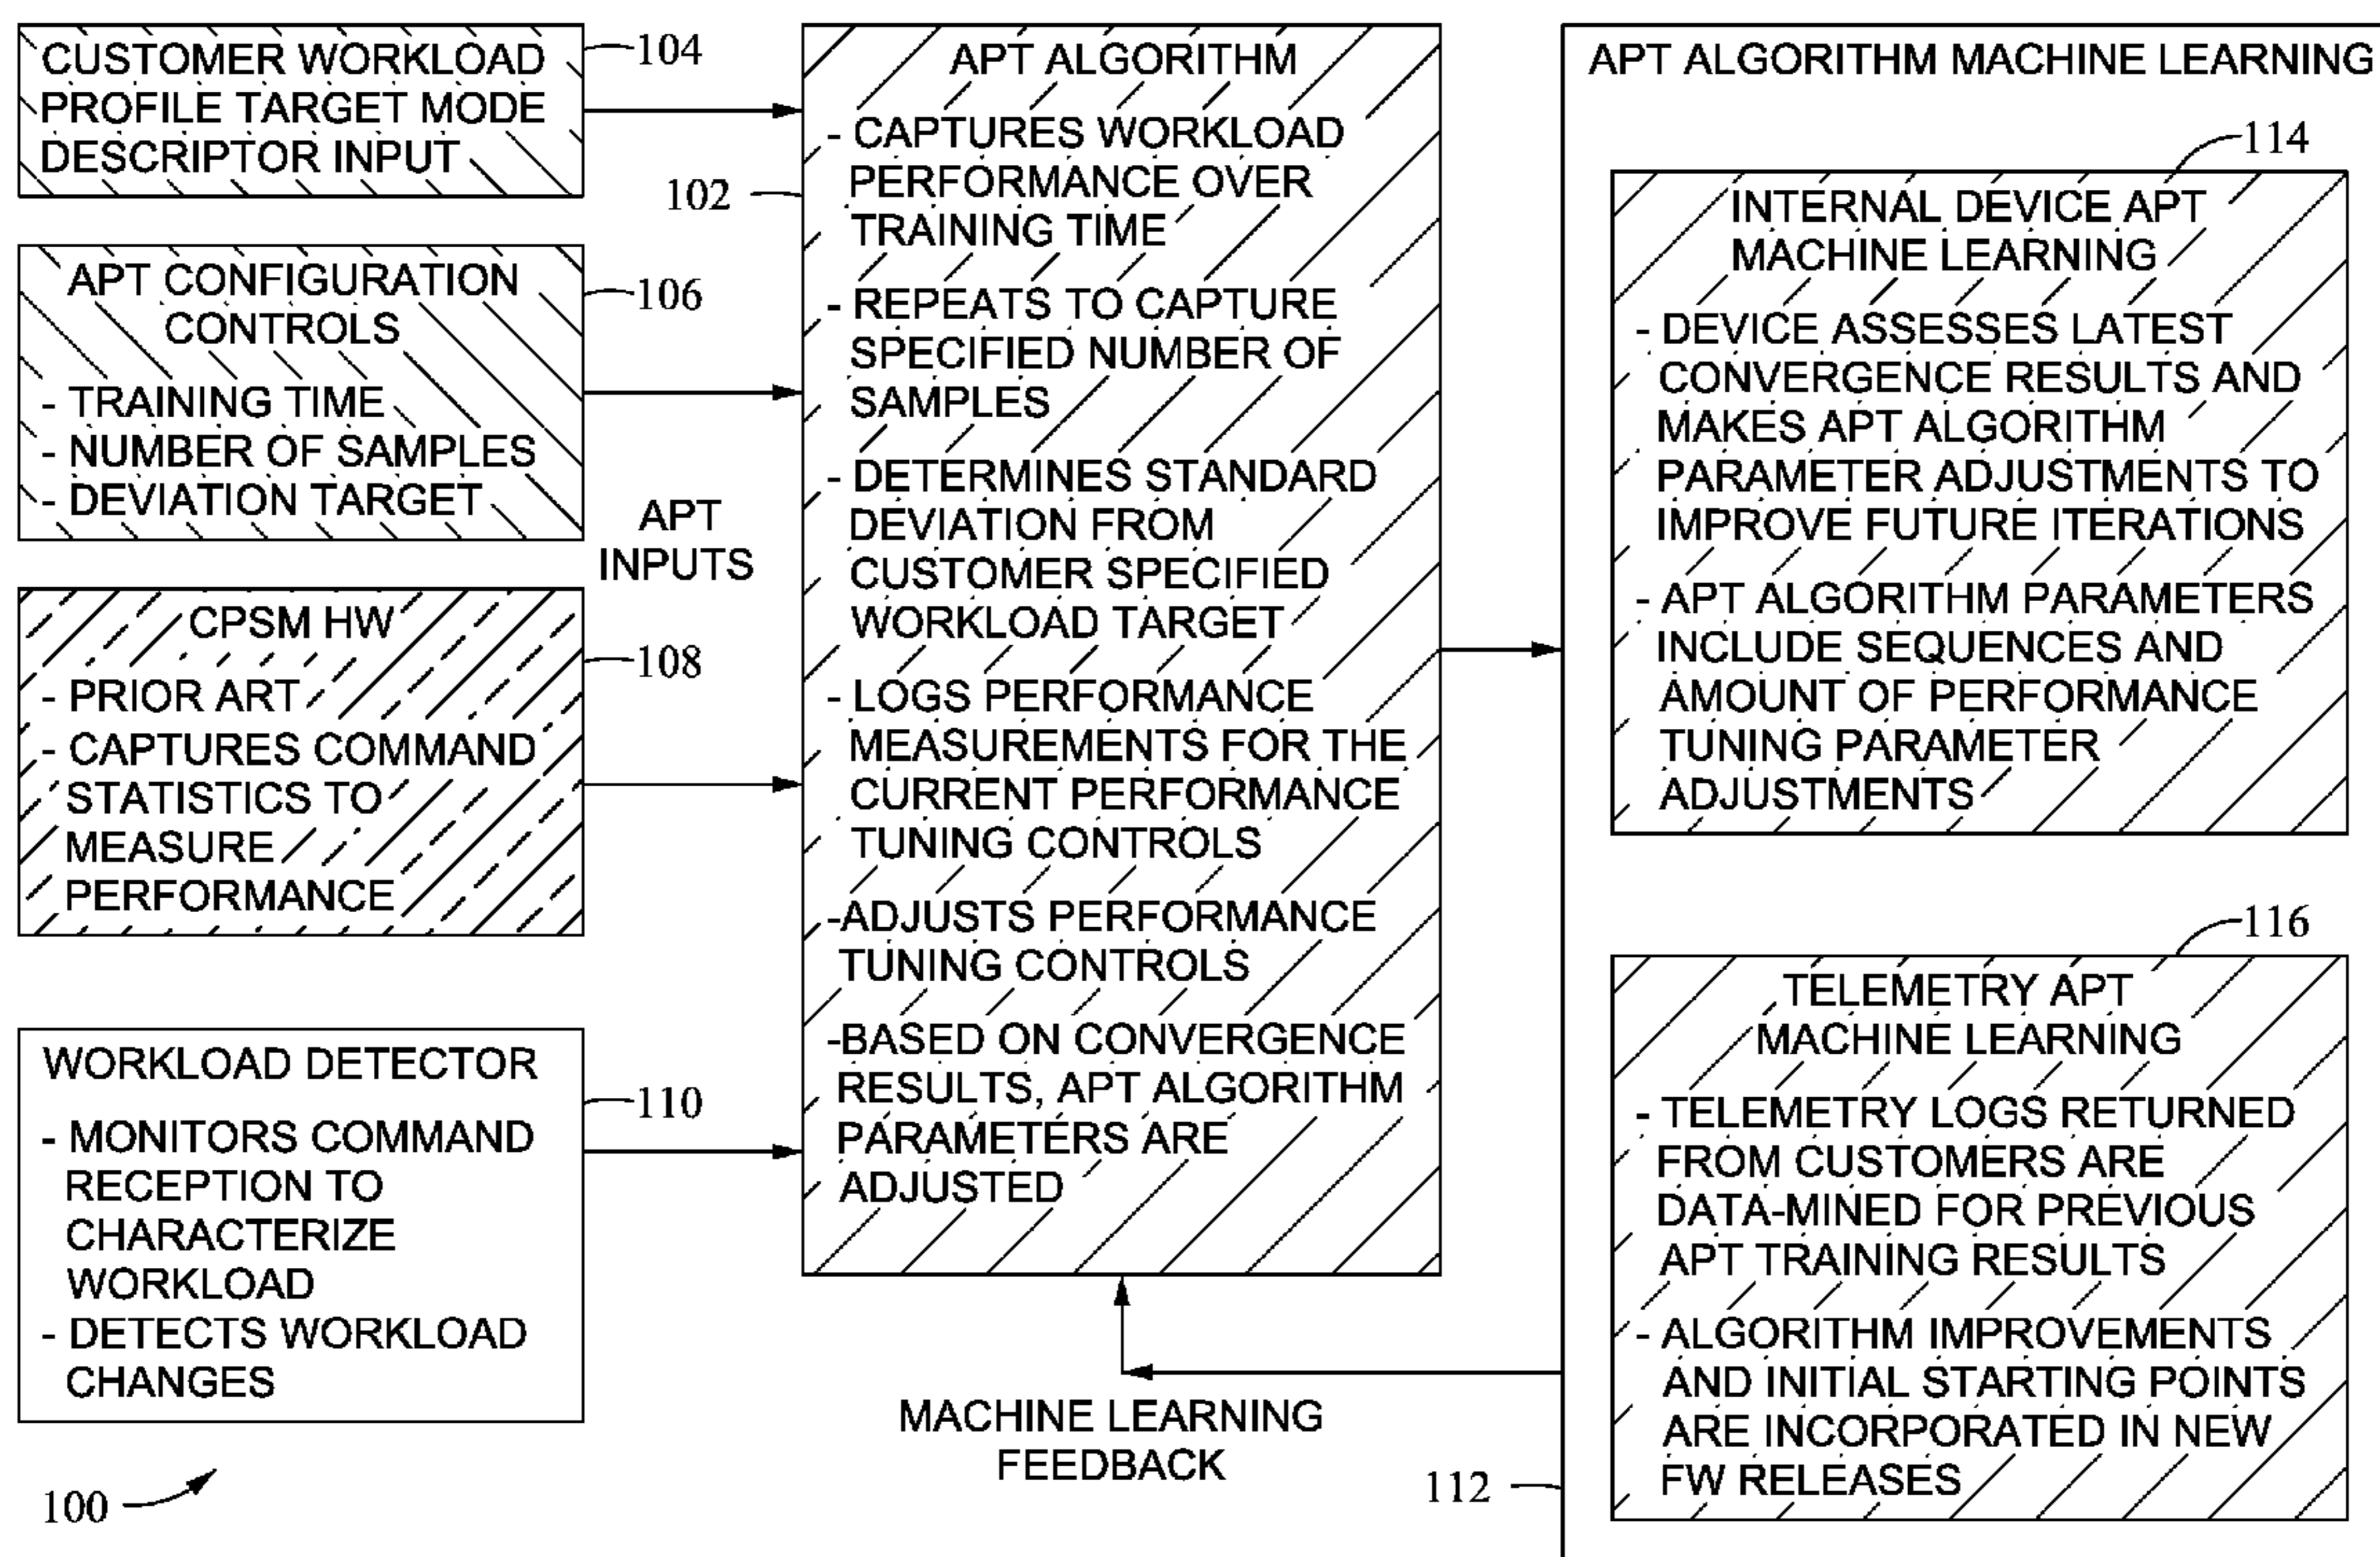 CUSTOMER WORKLOAD
PROFILE TARGET MODE
DESCRIPTOR INPUT
104
APT CONFIGURATION
CONTROLS
- TRAINING TIME
- NUMBER OF SAMPLES
- DEVIATION TARGET
106
CPSM HW
- PRIOR ART
- CAPTURES COMMAND
STATISTICS TO
MEASURE
PERFORMANCE
108
WORKLOAD DETECTOR
- MONITORS COMMAND
RECEPTION TO
CHARACTERIZE
WORKLOAD
- DETECTS WORKLOAD
CHANGES
110
100
APT
INPUTS
102
APT ALGORITHM
- CAPTURES WORKLOAD
PERFORMANCE OVER
TRAINING TIME
- REPEATS TO CAPTURE
SPECIFIED NUMBER OF
SAMPLES
- DETERMINES STANDARD
DEVIATION FROM
CUSTOMER SPECIFIED
WORKLOAD TARGET
- LOGS PERFORMANCE
MEASUREMENTS FOR THE
CURRENT PERFORMANCE
TUNING CONTROLS
-ADJUSTS PERFORMANCE
TUNING CONTROLS
-BASED ON CONVERGENCE
RESULTS, APT ALGORITHM
PARAMETERS ARE
ADJUSTED
MACHINE LEARNING
FEEDBACK
112
APT ALGORITHM MACHINE LEARNING
114
INTERNAL DEVICE APT
MACHINE LEARNING
- DEVICE ASSESSES LATEST
CONVERGENCE RESULTS AND
MAKES APT ALGORITHM
PARAMETER ADJUSTMENTS TO
IMPROVE FUTURE ITERATIONS
- APT ALGORITHM PARAMETERS
INCLUDE SEQUENCES AND
AMOUNT OF PERFORMANCE
TUNING PARAMETER
ADJUSTMENTS
116
TELEMETRY APT
MACHINE LEARNING
- TELEMETRY LOGS RETURNED
FROM CUSTOMERS ARE
DATA-MINED FOR PREVIOUS
APT TRAINING RESULTS
- ALGORITHM IMPROVEMENTS
AND INITIAL STARTING POINTS
ARE INCORPORATED IN NEW
FW RELEASES